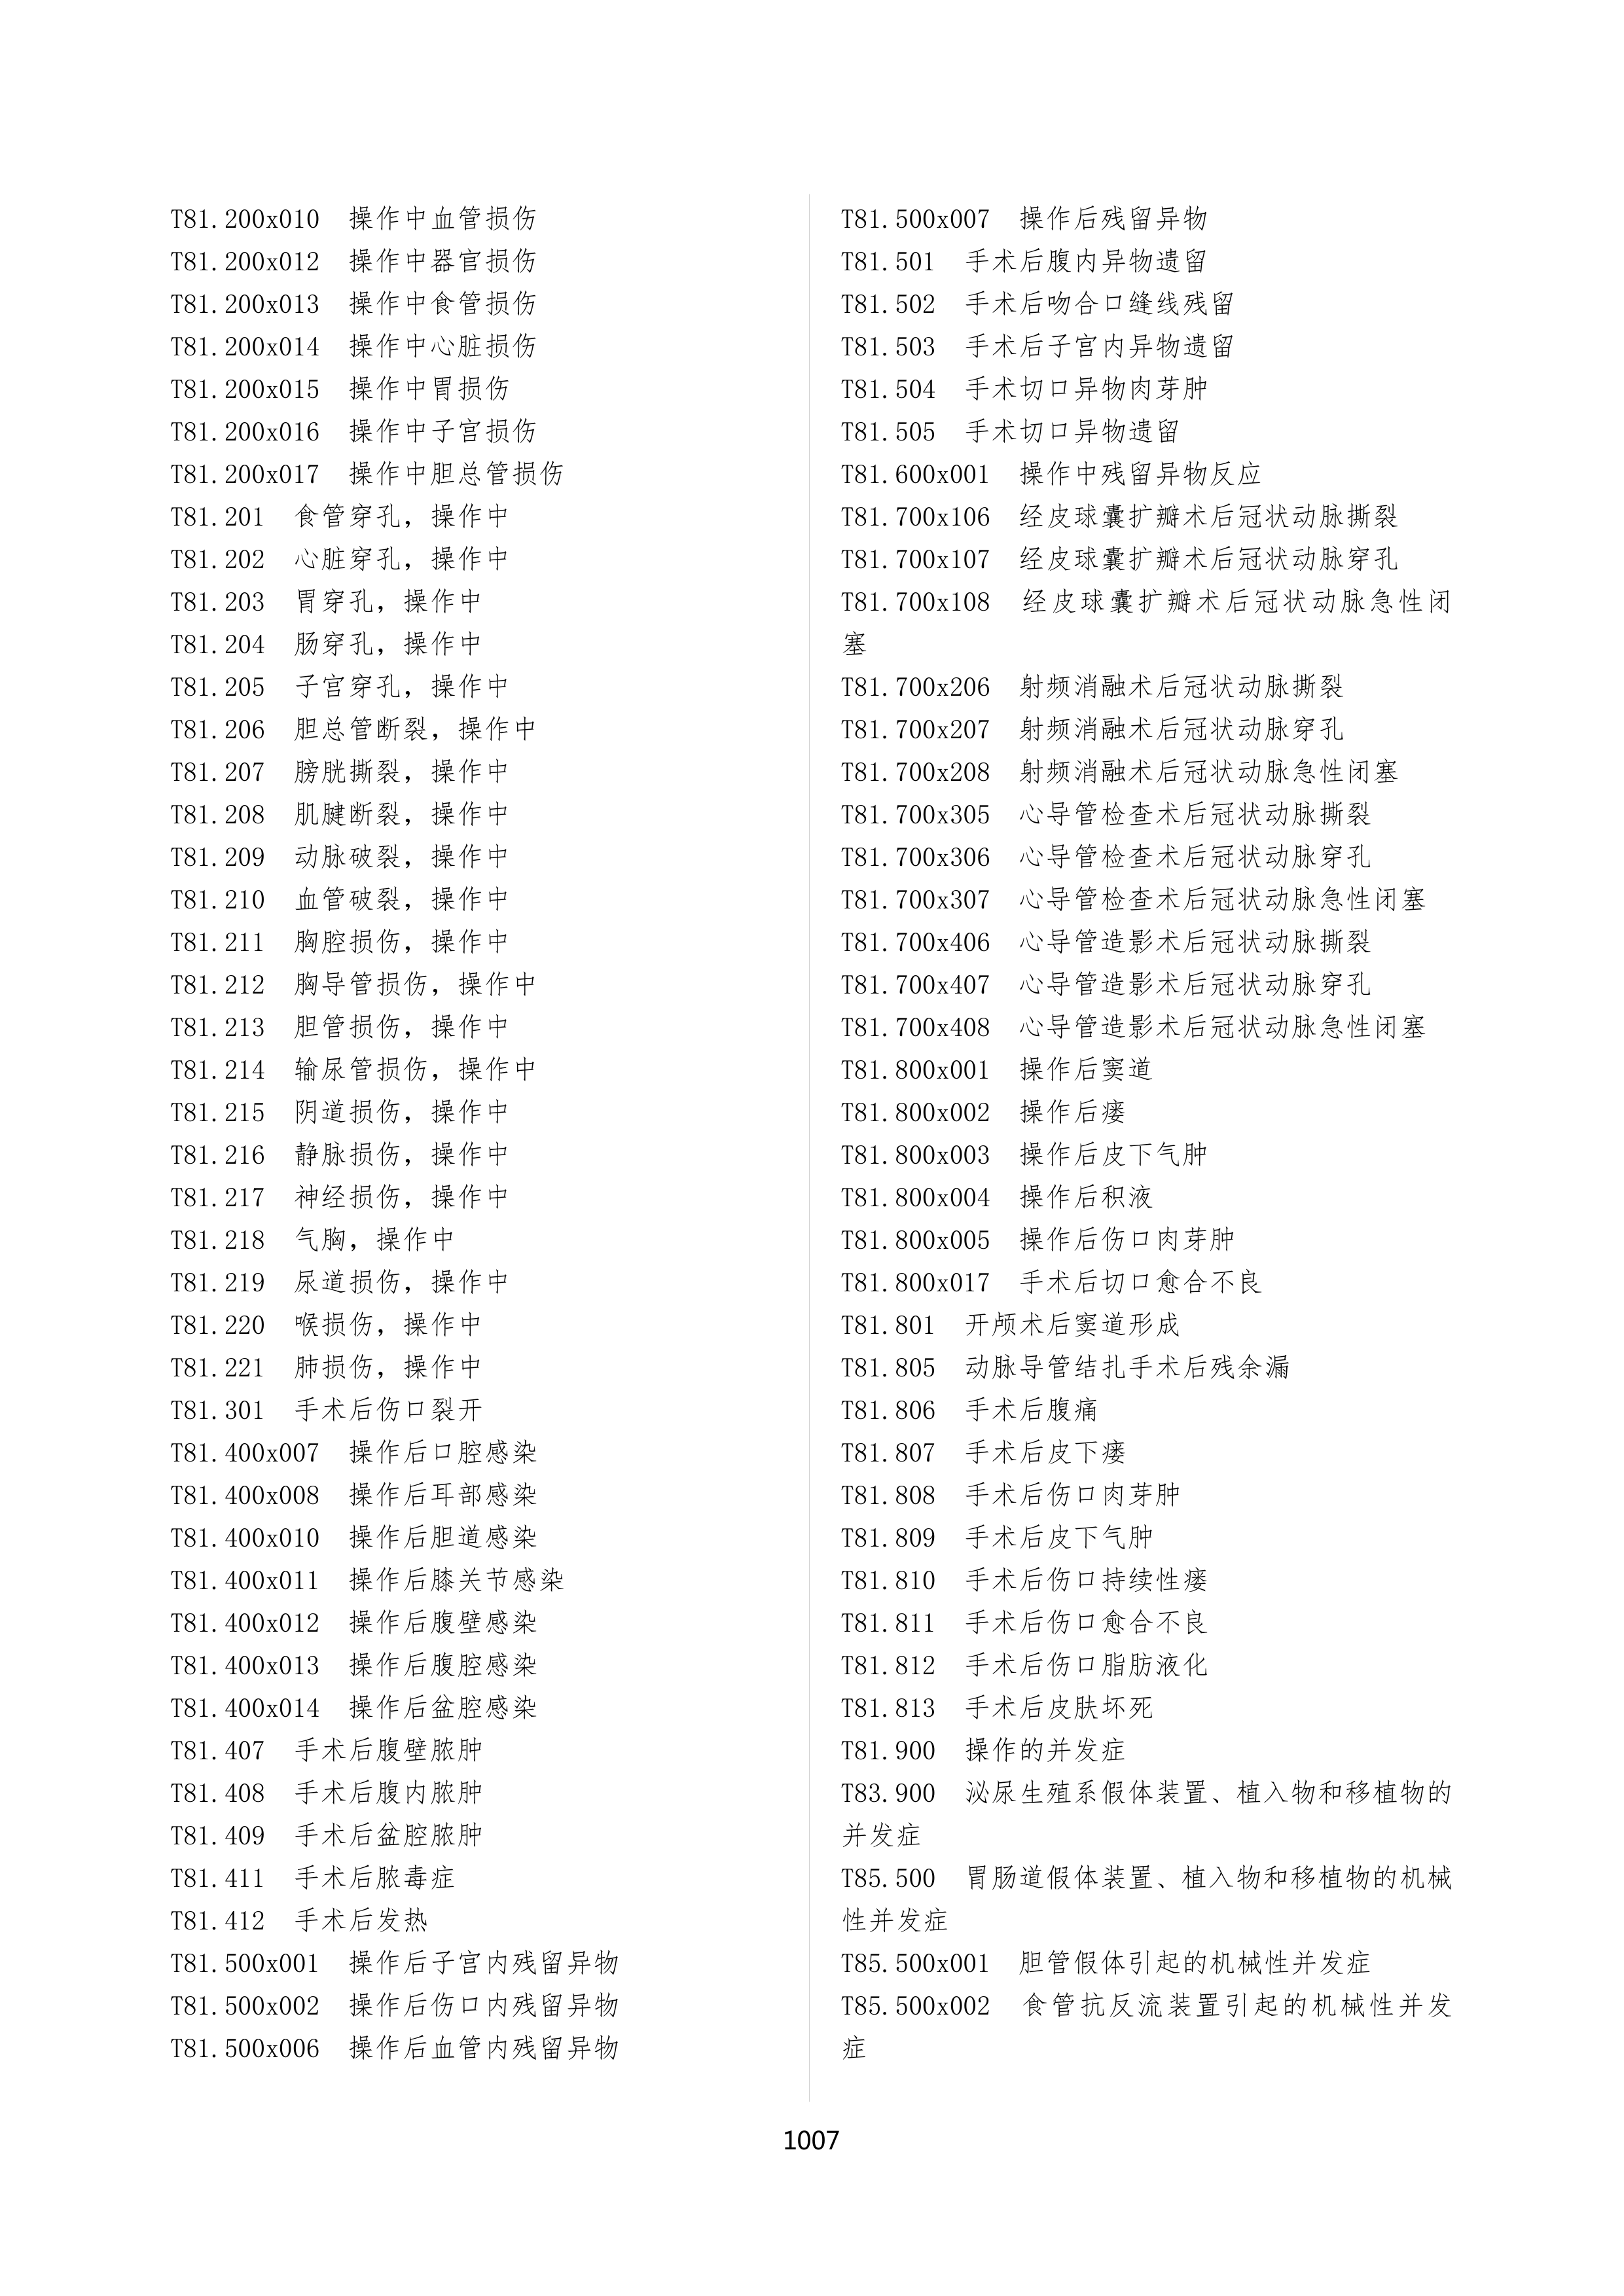 T81.200x010 操作中血管损伤
T81.200x012 操作中器官损伤
T81.200x013 操作中食管损伤
T81.200x014 操作中心脏损伤
T81.200x015 操作中胃损伤
T81.200x016 操作中子宫损伤
T81.200x017 操作中胆总管损伤
T81.201 食管穿孔，操作中
T81.202 心脏穿孔，操作中
T81.203 胃穿孔，操作中
T81.204 肠穿孔，操作中
T81.205 子宫穿孔，操作中
T81.206 胆总管断裂，操作中
T81.207 膀胱撕裂，操作中
T81.208 肌腱断裂，操作中
T81.209 动脉破裂，操作中
T81.210 血管破裂，操作中
T81.211 胸腔损伤，操作中
T81.212 胸导管损伤，操作中
T81.213 胆管损伤，操作中
T81.214 输尿管损伤，操作中
T81.215 阴道损伤，操作中
T81.216 静脉损伤，操作中
T81.217 神经损伤，操作中
T81.218 气胸，操作中
T81.219 尿道损伤，操作中
T81.220 喉损伤，操作中
T81.221 肺损伤，操作中
T81.301 手术后伤口裂开
T81.400x007 操作后口腔感染
T81.400x008 操作后耳部感染
T81.400x010 操作后胆道感染
T81.400x011 操作后膝关节感染
T81.400x012 操作后腹壁感染
T81.400x013 操作后腹腔感染
T81.400x014 操作后盆腔感染
T81.407 手术后腹壁脓肿
T81.408 手术后腹内脓肿
T81.409 手术后盆腔脓肿
T81.411 手术后脓毒症
T81.412 手术后发热
T81.500x001 操作后子宫内残留异物
T81.500x002 操作后伤口内残留异物
T81.500x006 操作后血管内残留异物
T81.500x007 操作后残留异物
T81.501 手术后腹内异物遗留
T81.502 手术后吻合口缝线残留
T81.503 手术后子宫内异物遗留
T81.504 手术切口异物肉芽肿
T81.505 手术切口异物遗留
T81.600x001 操作中残留异物反应
T81.700x106 经皮球囊扩瓣术后冠状动脉撕裂
T81.700x107 经皮球囊扩瓣术后冠状动脉穿孔
T81.700x108 经皮球囊扩瓣术后冠状动脉急性闭
塞
T81.700x206 射频消融术后冠状动脉撕裂
T81.700x207 射频消融术后冠状动脉穿孔
T81.700x208 射频消融术后冠状动脉急性闭塞
T81.700x305 心导管检查术后冠状动脉撕裂
T81.700x306 心导管检查术后冠状动脉穿孔
T81.700x307 心导管检查术后冠状动脉急性闭塞
T81.700x406 心导管造影术后冠状动脉撕裂
T81.700x407 心导管造影术后冠状动脉穿孔
T81.700x408 心导管造影术后冠状动脉急性闭塞
T81.800x001 操作后窦道
T81.800x002 操作后瘘
T81.800x003 操作后皮下气肿
T81.800x004 操作后积液
T81.800x005 操作后伤口肉芽肿
T81.800x017 手术后切口愈合不良
T81.801 开颅术后窦道形成
T81.805 动脉导管结扎手术后残余漏
T81.806 手术后腹痛
T81.807 手术后皮下瘘
T81.808 手术后伤口肉芽肿
T81.809 手术后皮下气肿
T81.810 手术后伤口持续性瘘
T81.811 手术后伤口愈合不良
T81.812 手术后伤口脂肪液化
T81.813 手术后皮肤坏死
T81.900 操作的并发症
T83.900 泌尿生殖系假体装置、植入物和移植物的
并发症
T85.500 胃肠道假体装置、植入物和移植物的机械
性并发症
T85.500x001 胆管假体引起的机械性并发症
T85.500x002 食管抗反流装置引起的机械性并发
症
1007